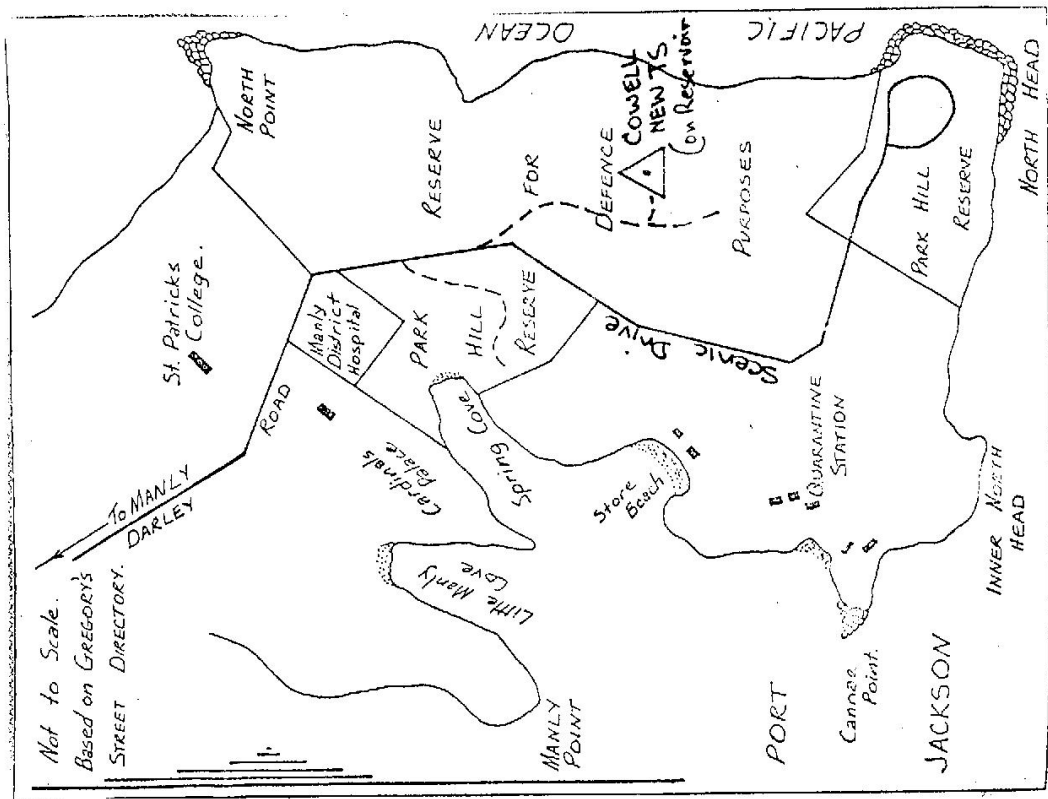 Not to Scale.
Based on GREGORY'S
STREET DIRECTORY.
TO MANLY
DARLEY
ROAD
St. Patricks
College.
NORTH
POINT
OCEAN
PACIFIC
Manly
District
Hospital
Cardinals
Palace
PARK
HILL
RESERVE
RESERVE
FOR
DEFENCE
PURPOSES
COWELL
NEW TS.
(on Reservoir
Spring Cove
Little Manly
Cove
MANLY
POINT
Store
Beach
Scenic Drive
QUARANTINE
STATION
PARK HILL
RESERVE
NORTH HEAD
INNER NORTH
HEAD
Cannae
Point.
PORT
JACKSON